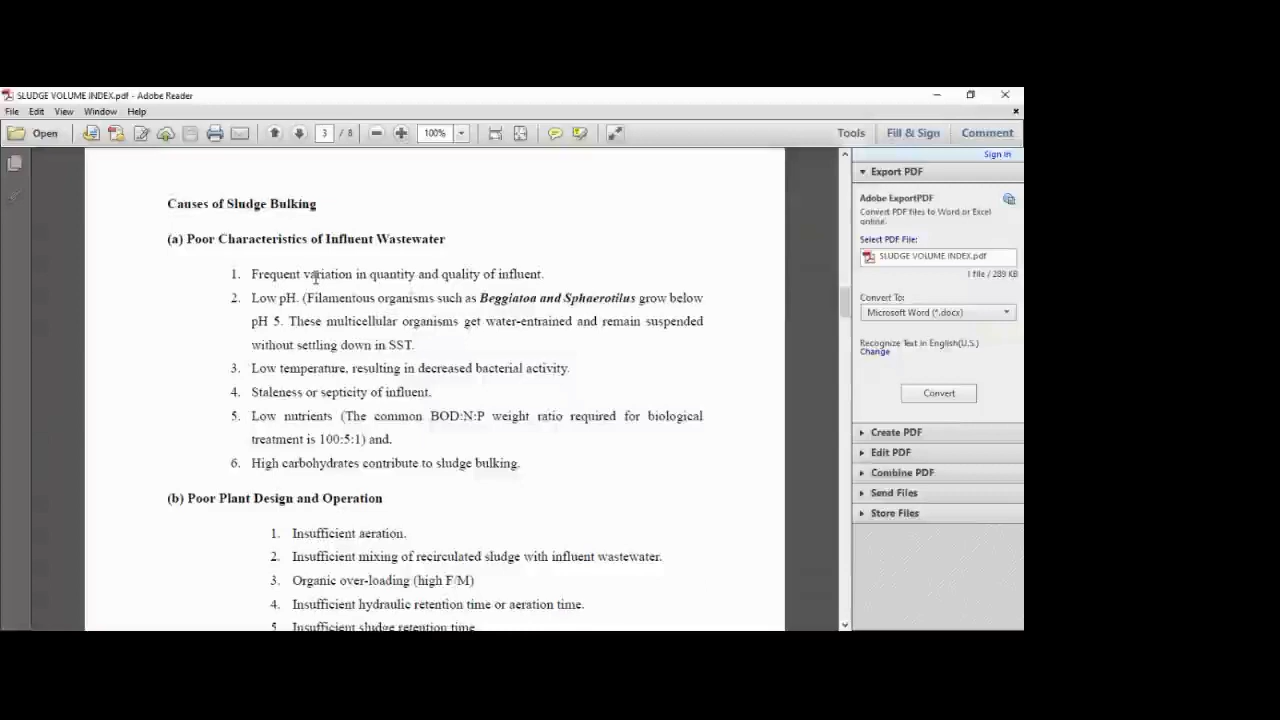 SLUDGE VOLUME INDEX.pdf - Adobe Reader
File Edit View Window Help
Open 3 / 8 100% Tools Fill & Sign Comment
Sign In
Causes of Sludge Bulking
(a) Poor Characteristics of Influent Wastewater
1. Frequent variation in quantity and quality of influent.
2. Low pH. (Filamentous organisms such as Beggiatoa and Sphaerotilus grow below
pH 5. These multicellular organisms get water-entrained and remain suspended
without settling down in SST.
3. Low temperature, resulting in decreased bacterial activity.
4. Staleness or septicity of influent.
5. Low nutrients (The common BOD:N:P weight ratio required for biological
treatment is 100:5:1) and.
6. High carbohydrates contribute to sludge bulking.
(b) Poor Plant Design and Operation
1. Insufficient aeration.
2. Insufficient mixing of recirculated sludge with influent wastewater.
3. Organic over-loading (high F/M)
4. Insufficient hydraulic retention time or aeration time.
5. Insufficient sludge retention time
Export PDF
Adobe ExportPDF
Convert PDF files to Word or Excel
online.
Select PDF File:
SLUDGE VOLUME INDEX.pdf
1 file / 289 KB
Convert To:
Microsoft Word (*.docx)
Recognize Text in English(U.S.)
Change
Convert
Create PDF
Edit PDF
Combine PDF
Send Files
Store Files